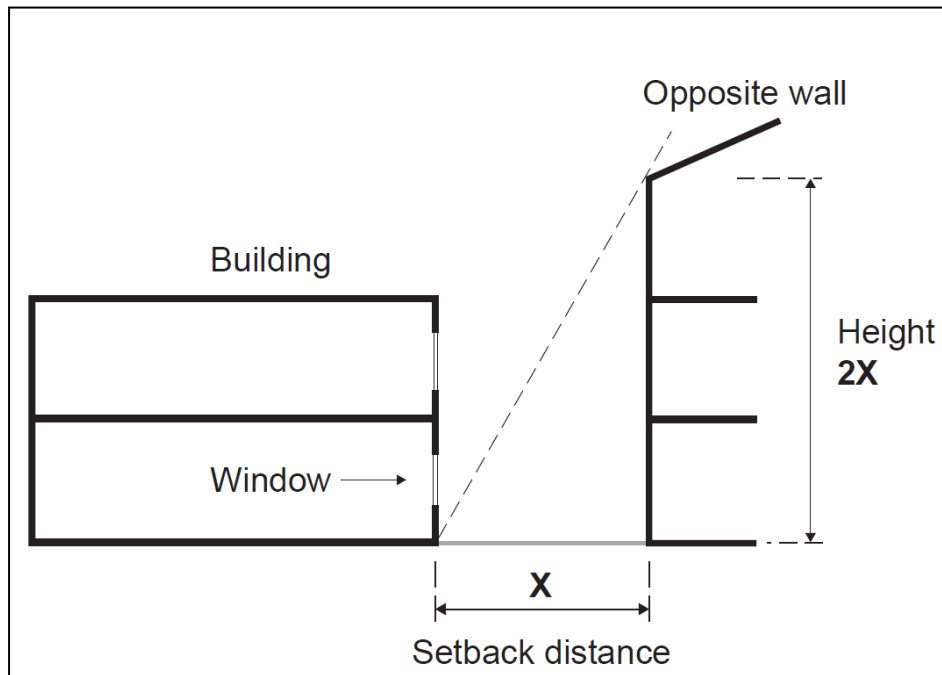 Opposite wall
Building
Height
2X
Window
X
Setback distance